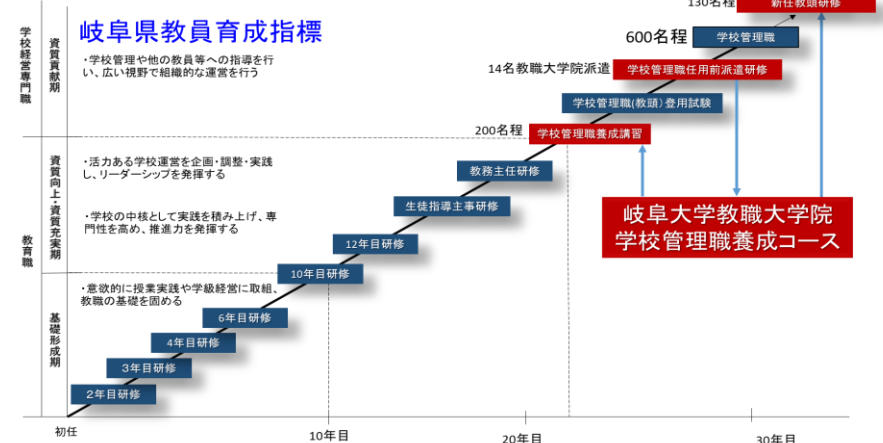 130名程
新任教頭研修
岐阜県教員育成指標
学校経営専門職
資質貢献期
・学校管理や他の教員等への指導を行
い、広い視野で組織的な運営を行う
600名程
学校管理職
14名教職大学院派遣
学校管理職任用前派遣研修
学校管理職(教頭）登用試験
200名程
学校管理職養成講習
教育職
資質向上・資質充実期
・活力ある学校運営を企画・調整・実践
し、リーダーシップを発揮する
教務主任研修
・学校の中核として実践を積み上げ、専
門性を高め、推進力を発揮する
生徒指導主事研修
岐阜大学教職大学院
学校管理職養成コース
12年目研修
10年目研修
基礎形成期
・意欲的に授業実践や学級経営に取組、
教職の基礎を固める
6年目研修
4年目研修
3年目研修
2年目研修
初任
10年目
20年目
30年目